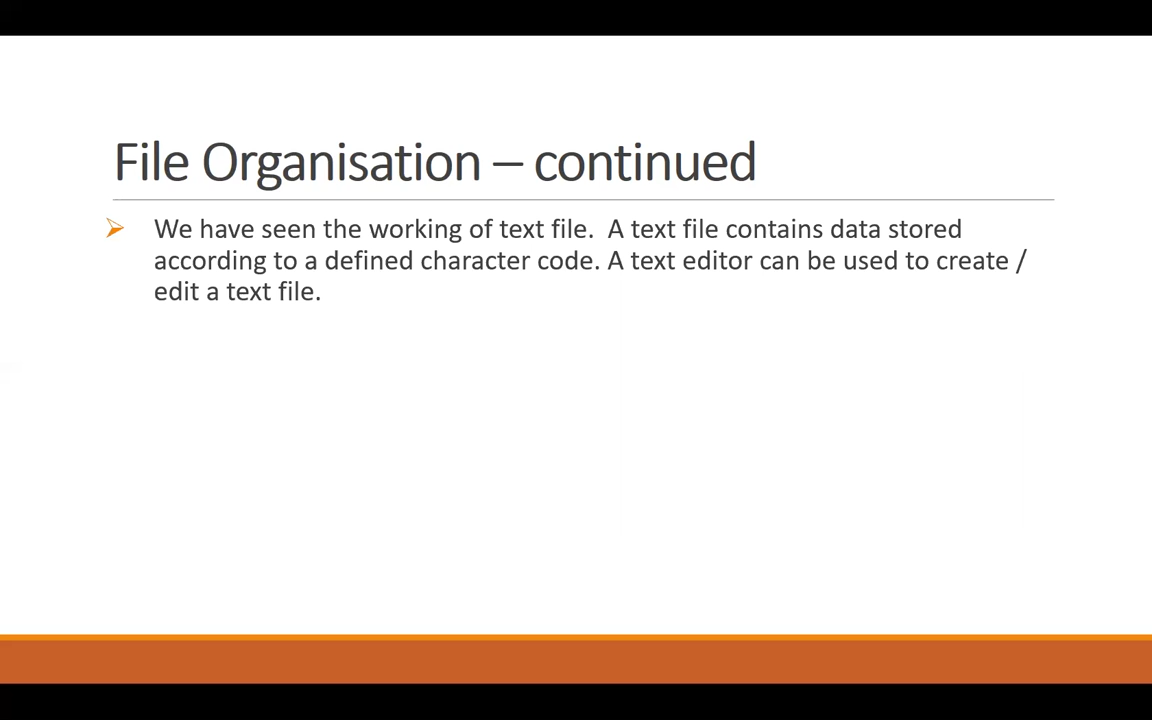 File Organisation – continued
We have seen the working of text file.  A text file contains data stored
according to a defined character code. A text editor can be used to create /
edit a text file.